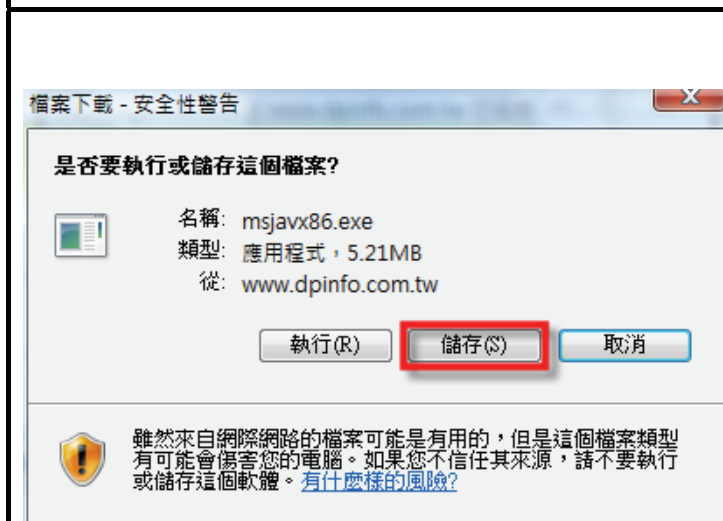 檔案下載 - 安全性警告
是否要執行或儲存這個檔案?
名稱: msjavx86.exe
類型: 應用程式，5.21MB
從: www.dpinfo.com.tw
執行(R) 儲存(S) 取消
雖然來自網際網路的檔案可能是有用的，但是這個檔案類型
有可能會傷害您的電腦。如果您不信任其來源，請不要執行
或儲存這個軟體。有什麼樣的風險?